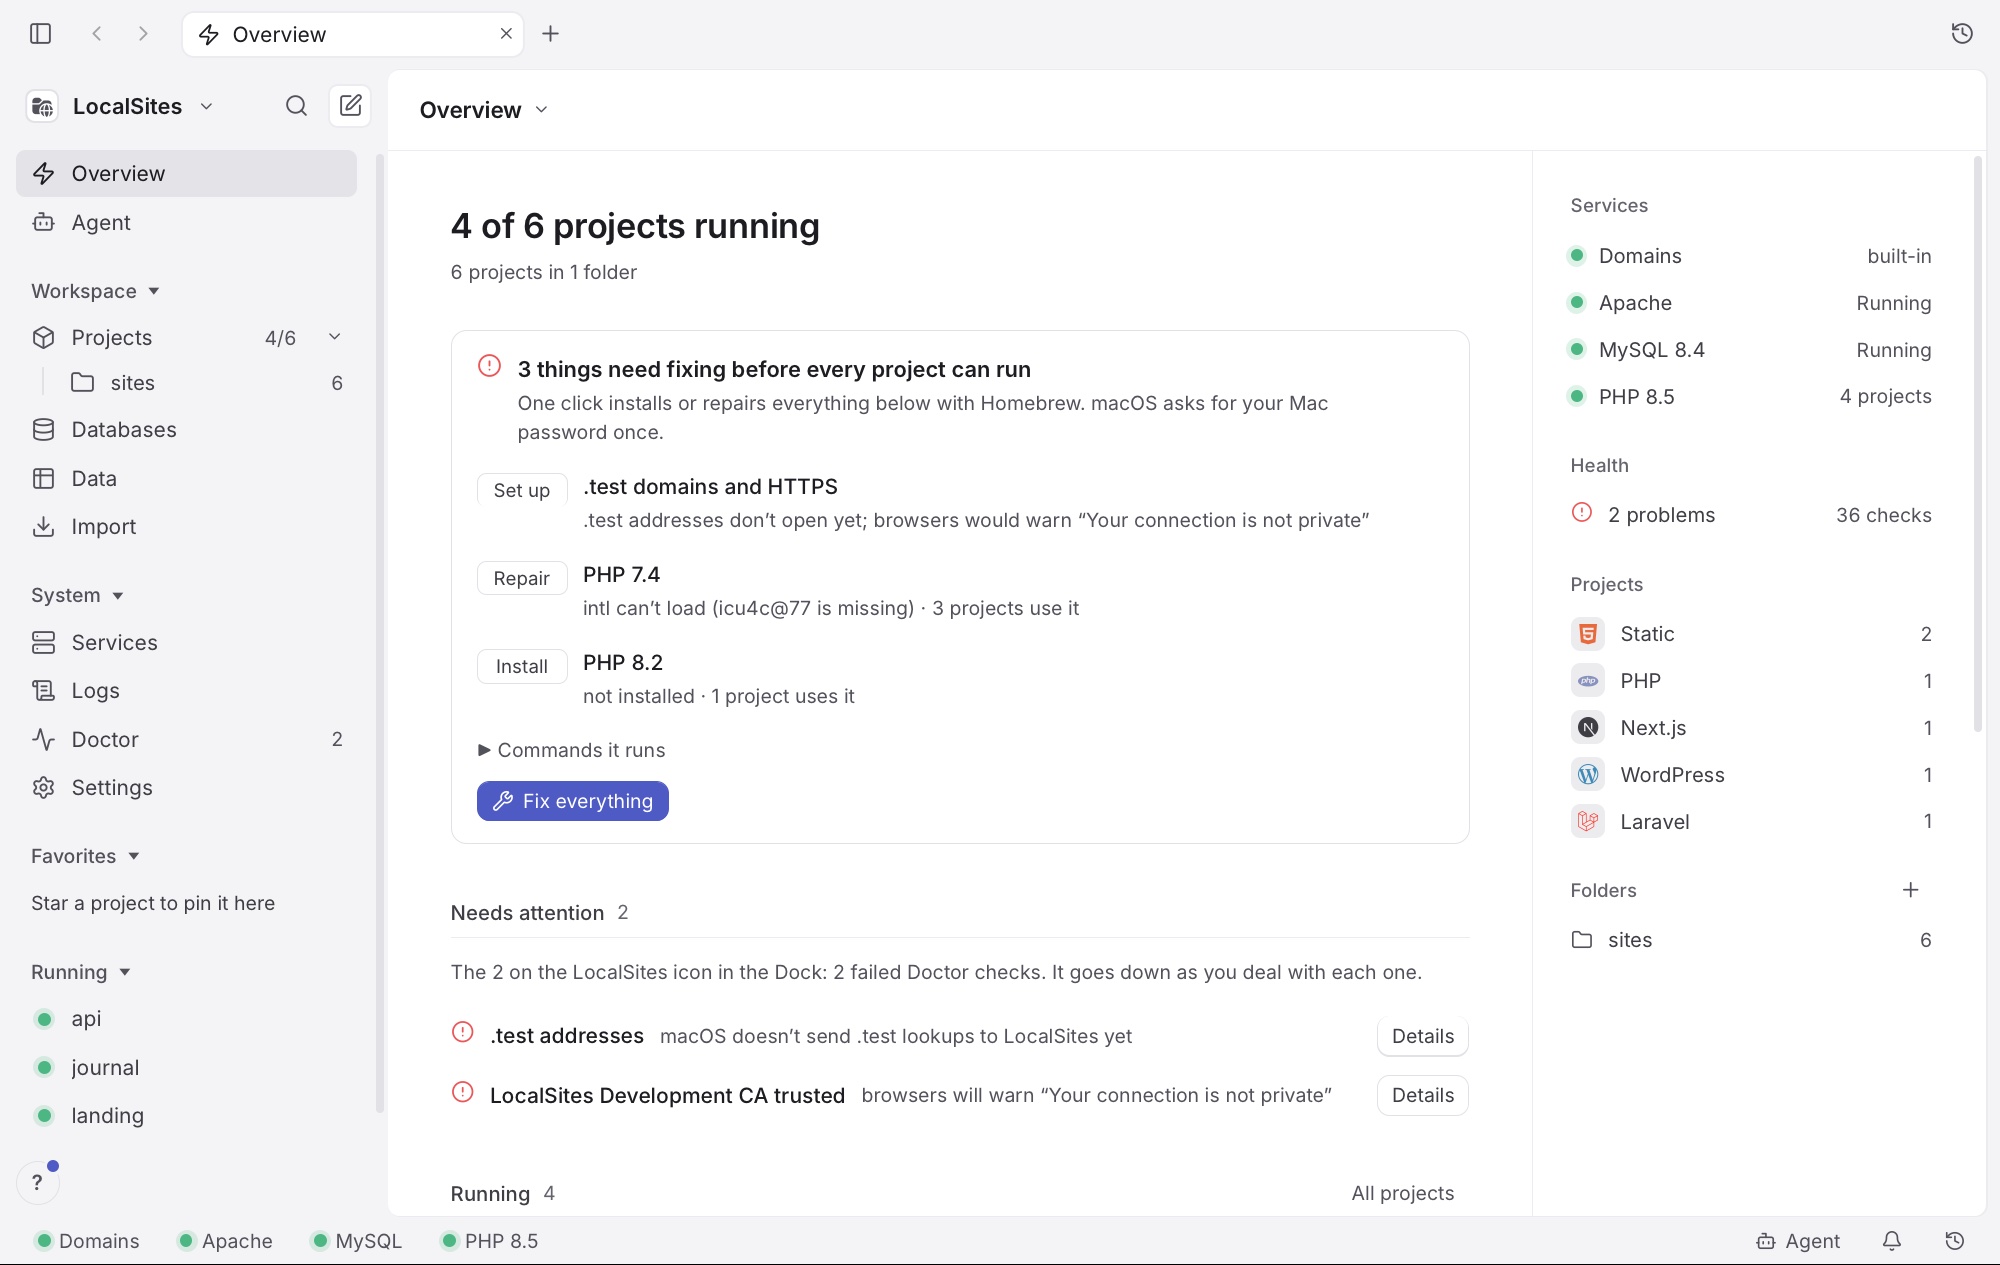 Overview
LocalSites
Overview
Agent
Workspace
Projects 4/6
sites 6
Databases
Data
Import
System
Services
Logs
Doctor 2
Settings
Favorites
Star a project to pin it here
Running
api
journal
landing
?
Overview
4 of 6 projects running
6 projects in 1 folder
3 things need fixing before every project can run
One click installs or repairs everything below with Homebrew. macOS asks for your Mac
password once.
Set up .test domains and HTTPS
.test addresses don’t open yet; browsers would warn “Your connection is not private”
Repair PHP 7.4
intl can’t load (icu4c@77 is missing) · 3 projects use it
Install PHP 8.2
not installed · 1 project uses it
Commands it runs
Fix everything
Needs attention 2
The 2 on the LocalSites icon in the Dock: 2 failed Doctor checks. It goes down as you deal with each one.
.test addresses macOS doesn’t send .test lookups to LocalSites yet Details
LocalSites Development CA trusted browsers will warn “Your connection is not private” Details
Running 4 All projects
Services
Domains built-in
Apache Running
MySQL 8.4 Running
PHP 8.5 4 projects
Health
2 problems 36 checks
Projects
Static 2
php PHP 1
Next.js 1
WordPress 1
Laravel 1
Folders
sites 6
Domains Apache MySQL PHP 8.5 Agent